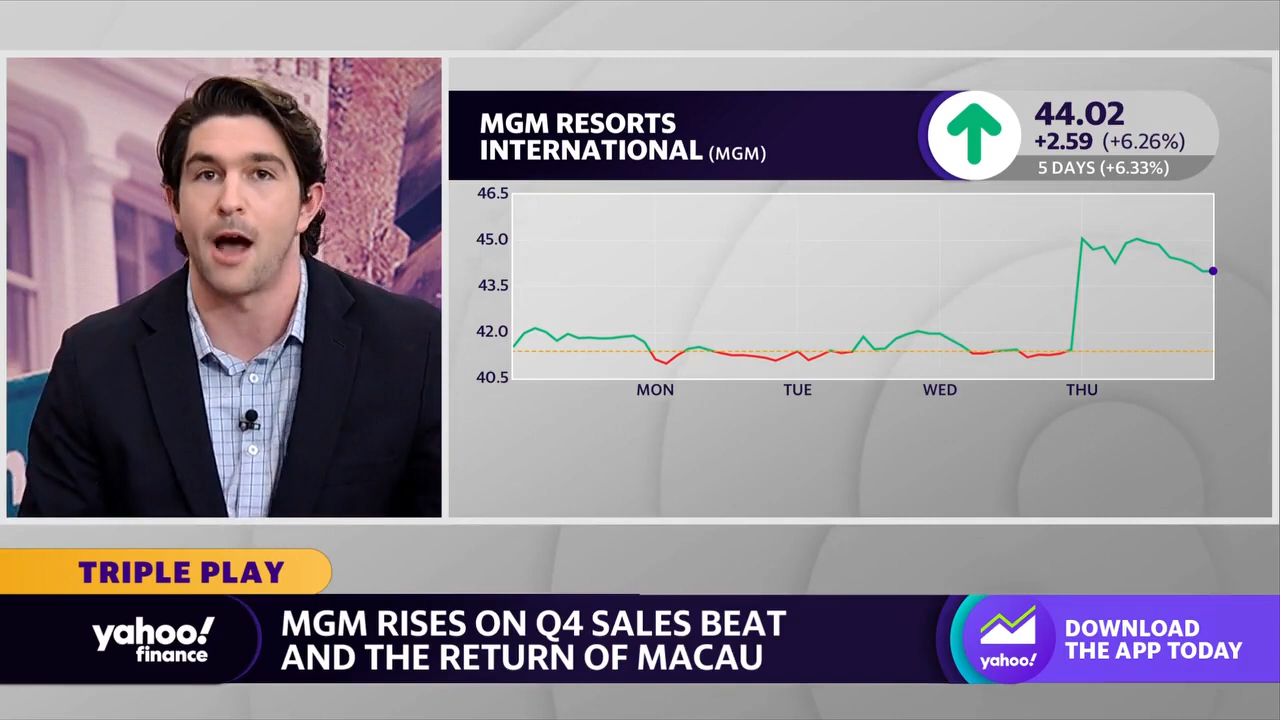 MGM RESORTS
INTERNATIONAL (MGM)
44.02
+2.59 (+6.26%)
5 DAYS (+6.33%)
46.5
45.0
43.5
42.0
40.5
MON TUE WED THU
TRIPLE PLAY
yahoo!
finance
MGM RISES ON Q4 SALES BEAT
AND THE RETURN OF MACAU
yahoo!
DOWNLOAD
THE APP TODAY